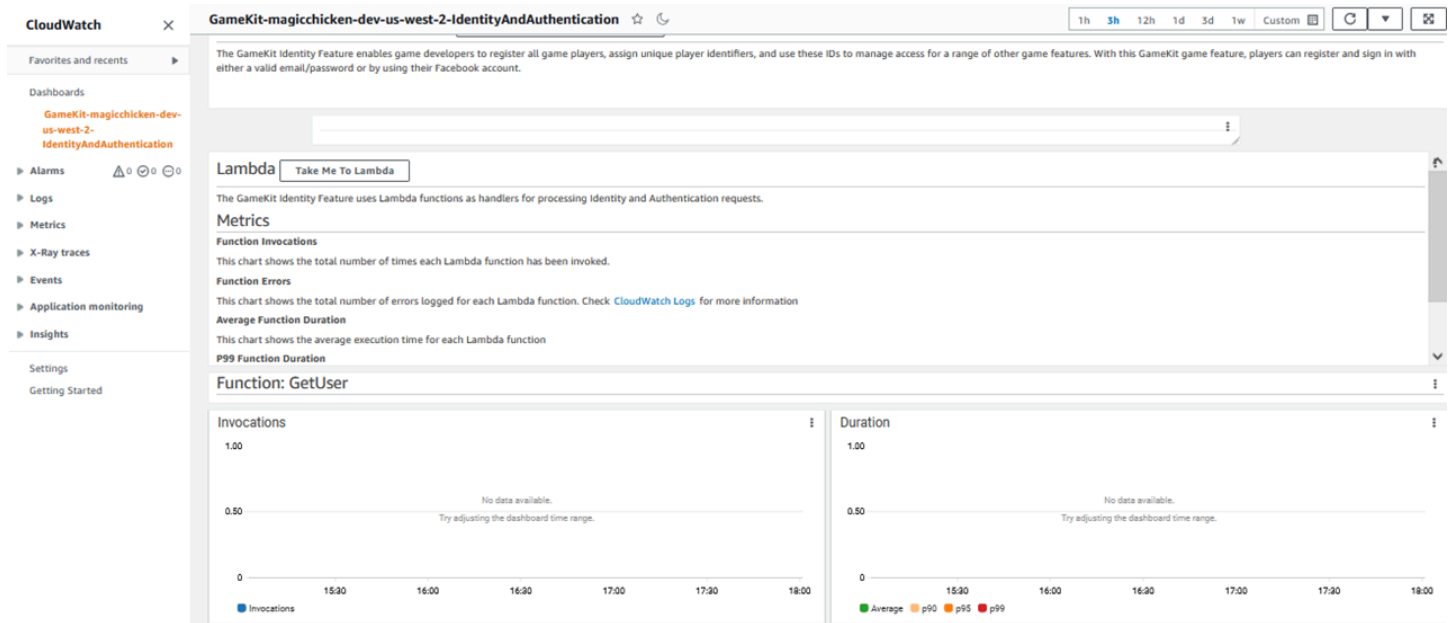 CloudWatch
Favorites and recents
Dashboards
GameKit-magicchicken-dev-
us-west-2-
IdentityAndAuthentication
Alarms 0 0 0
Logs
Metrics
X-Ray traces
Events
Application monitoring
Insights
Settings
Getting Started
GameKit-magicchicken-dev-us-west-2-IdentityAndAuthentication
1h 3h 12h 1d 3d 1w Custom
The GameKit Identity Feature enables game developers to register all game players, assign unique player identifiers, and use these IDs to manage access for a range of other game features. With this GameKit game feature, players can register and sign in with
either a valid email/password or by using their Facebook account.
Lambda Take Me To Lambda
The GameKit Identity Feature uses Lambda functions as handlers for processing Identity and Authentication requests.
Metrics
Function Invocations
This chart shows the total number of times each Lambda function has been invoked.
Function Errors
This chart shows the total number of errors logged for each Lambda function. Check CloudWatch Logs for more information
Average Function Duration
This chart shows the average execution time for each Lambda function
P99 Function Duration
Function: GetUser
Invocations
1.00
No data available.
0.50
Try adjusting the dashboard time range.
0
15:30 16:00 16:30 17:00 17:30 18:00
Invocations
Duration
1.00
No data available.
0.50
Try adjusting the dashboard time range.
0
15:30 16:00 16:30 17:00 17:30 18:00
Average p90 p95 p99